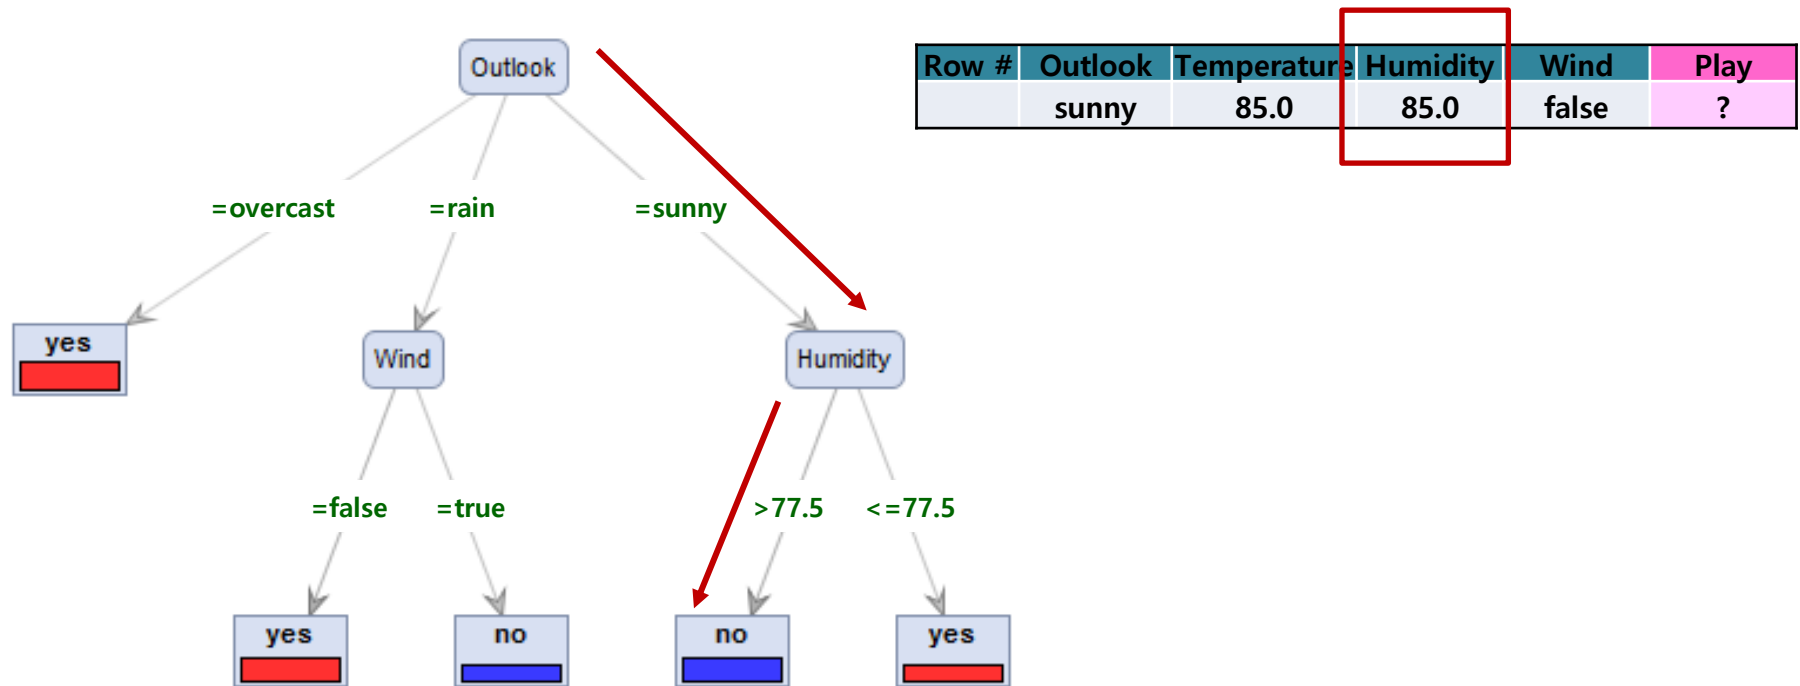 Outlook
Row # Outlook Temperature Humidity Wind Play
sunny 85.0 85.0 false ?
=overcast =rain =sunny
yes Wind Humidity
=false =true >77.5 <=77.5
yes no no yes